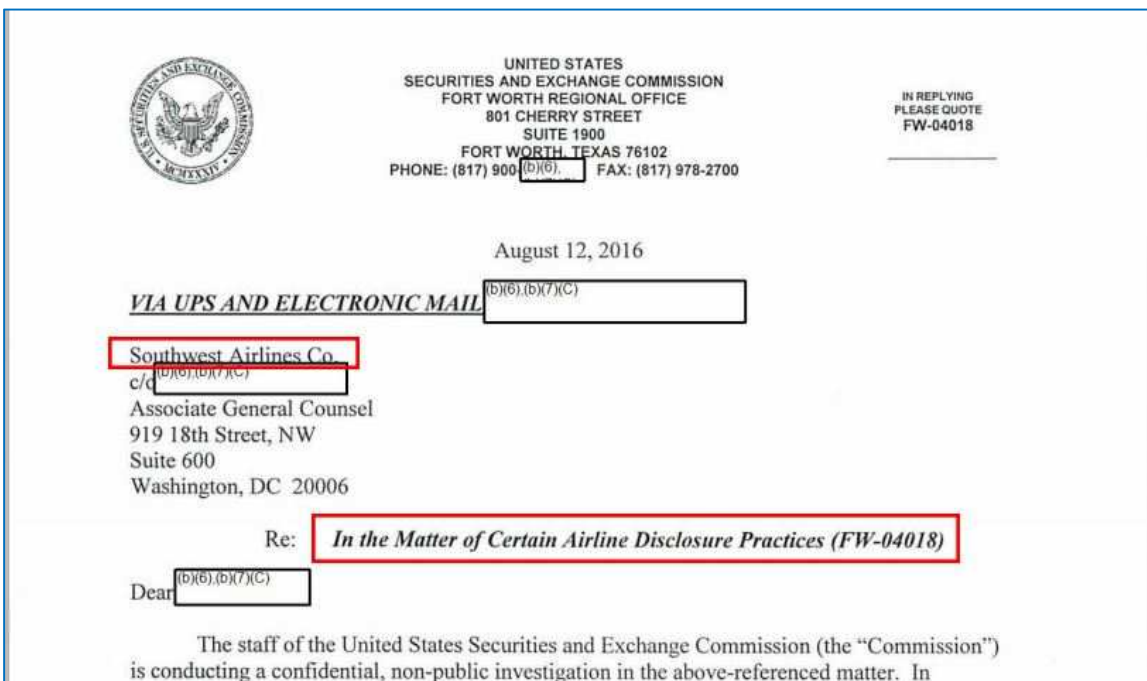 UNITED STATES
SECURITIES AND EXCHANGE COMMISSION
FORT WORTH REGIONAL OFFICE
801 CHERRY STREET
SUITE 1900
FORT WORTH, TEXAS 76102
PHONE: (817) 900-(b)(6), FAX: (817) 978-2700
IN REPLYING
PLEASE QUOTE
FW-04018
U.S. SECURITIES AND EXCHANGE COMMISSION
MCMXXXIV
August 12, 2016
VIA UPS AND ELECTRONIC MAIL (b)(6),(b)(7)(C)
Southwest Airlines Co.
c/o (b)(6),(b)(7)(C)
Associate General Counsel
919 18th Street, NW
Suite 600
Washington, DC 20006
Re: In the Matter of Certain Airline Disclosure Practices (FW-04018)
Dear (b)(6),(b)(7)(C)
The staff of the United States Securities and Exchange Commission (the “Commission”)
is conducting a confidential, non-public investigation in the above-referenced matter. In